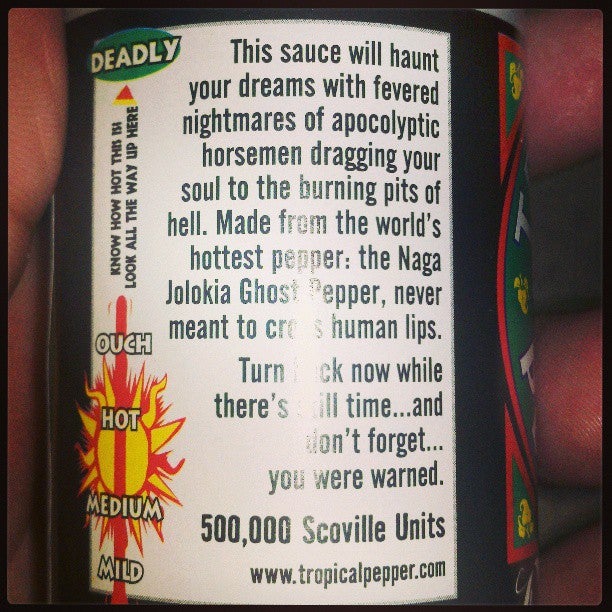 DEADLY
KNOW HOW HOT THIS IS!
LOOK ALL THE WAY UP HERE
OUCH
HOT
MEDIUM
MILD
This sauce will haunt
your dreams with fevered
nightmares of apocolyptic
horsemen dragging your
soul to the burning pits of
hell. Made from the world's
hottest pepper: the Naga
Jolokia Ghost Pepper, never
meant to cross human lips.
Turn back now while
there's still time...and
don't forget...
you were warned.
500,000 Scoville Units
www.tropicalpepper.com